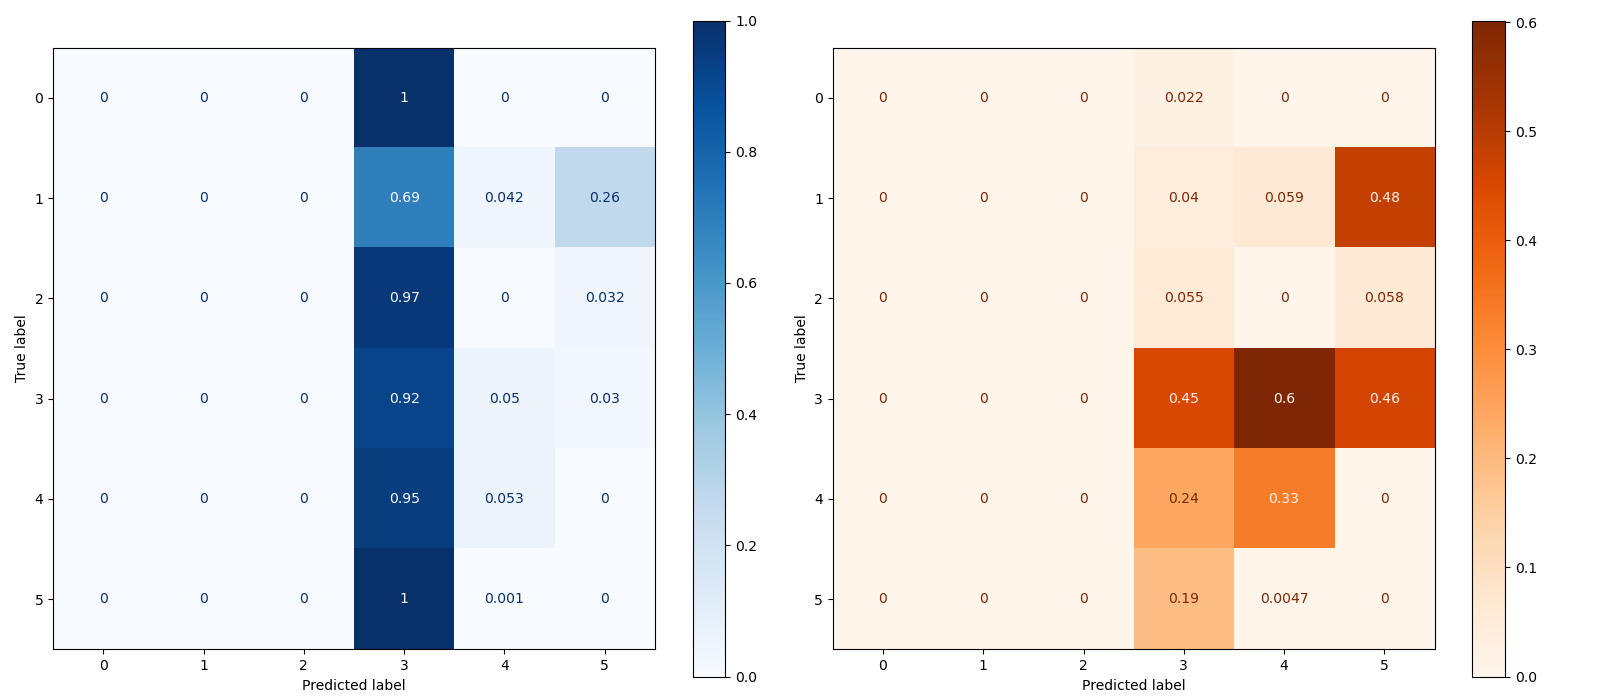 1.0
0.6
0 0 0 0 1 0 0
0 0 0 0 0.022 0 0
0.5
0.8
1 0 0 0 0.69 0.042 0.26
1 0 0 0 0.04 0.059 0.48
0.4
0.6
2 0 0 0 0.97 0 0.032
2 0 0 0 0.055 0 0.058
True label
True label
0.3
3 0 0 0 0.92 0.05 0.03
3 0 0 0 0.45 0.6 0.46
0.4
0.2
4 0 0 0 0.95 0.053 0
4 0 0 0 0.24 0.33 0
0.2
0.1
5 0 0 0 1 0.001 0
5 0 0 0 0.19 0.0047 0
0.0
0.0
0 1 2 3 4 5
0 1 2 3 4 5
Predicted label
Predicted label